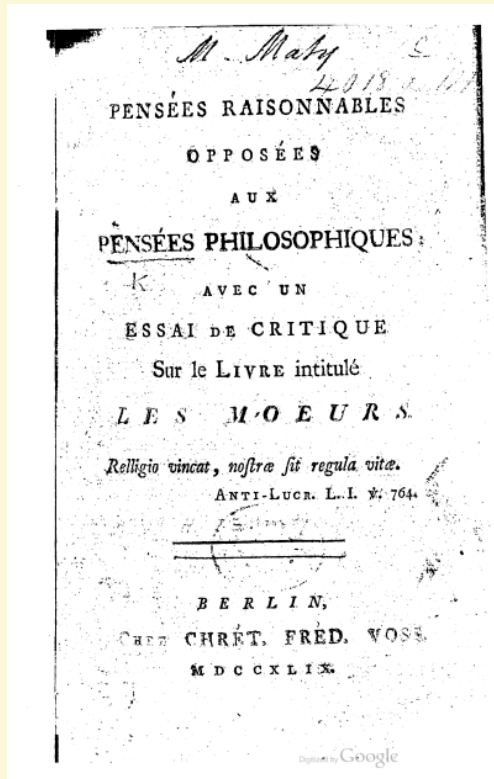 M. Maty
PENSÉES RAISONNABLES
OPPOSÉES
AUX
PENSÉES PHILOSOPHIQUES;
AVEC UN
ESSAI DE CRITIQUE
Sur le LIVRE intitulé
LES MOEURS.
Relligio vincat, noſtræ ſit regula vitæ.
ANTI-LUCR. L. I. ℣. 764.
BERLIN,
CHEZ CHRÉT. FRÉD. VOSS.
MDCCXLIX.
Digitized by Google